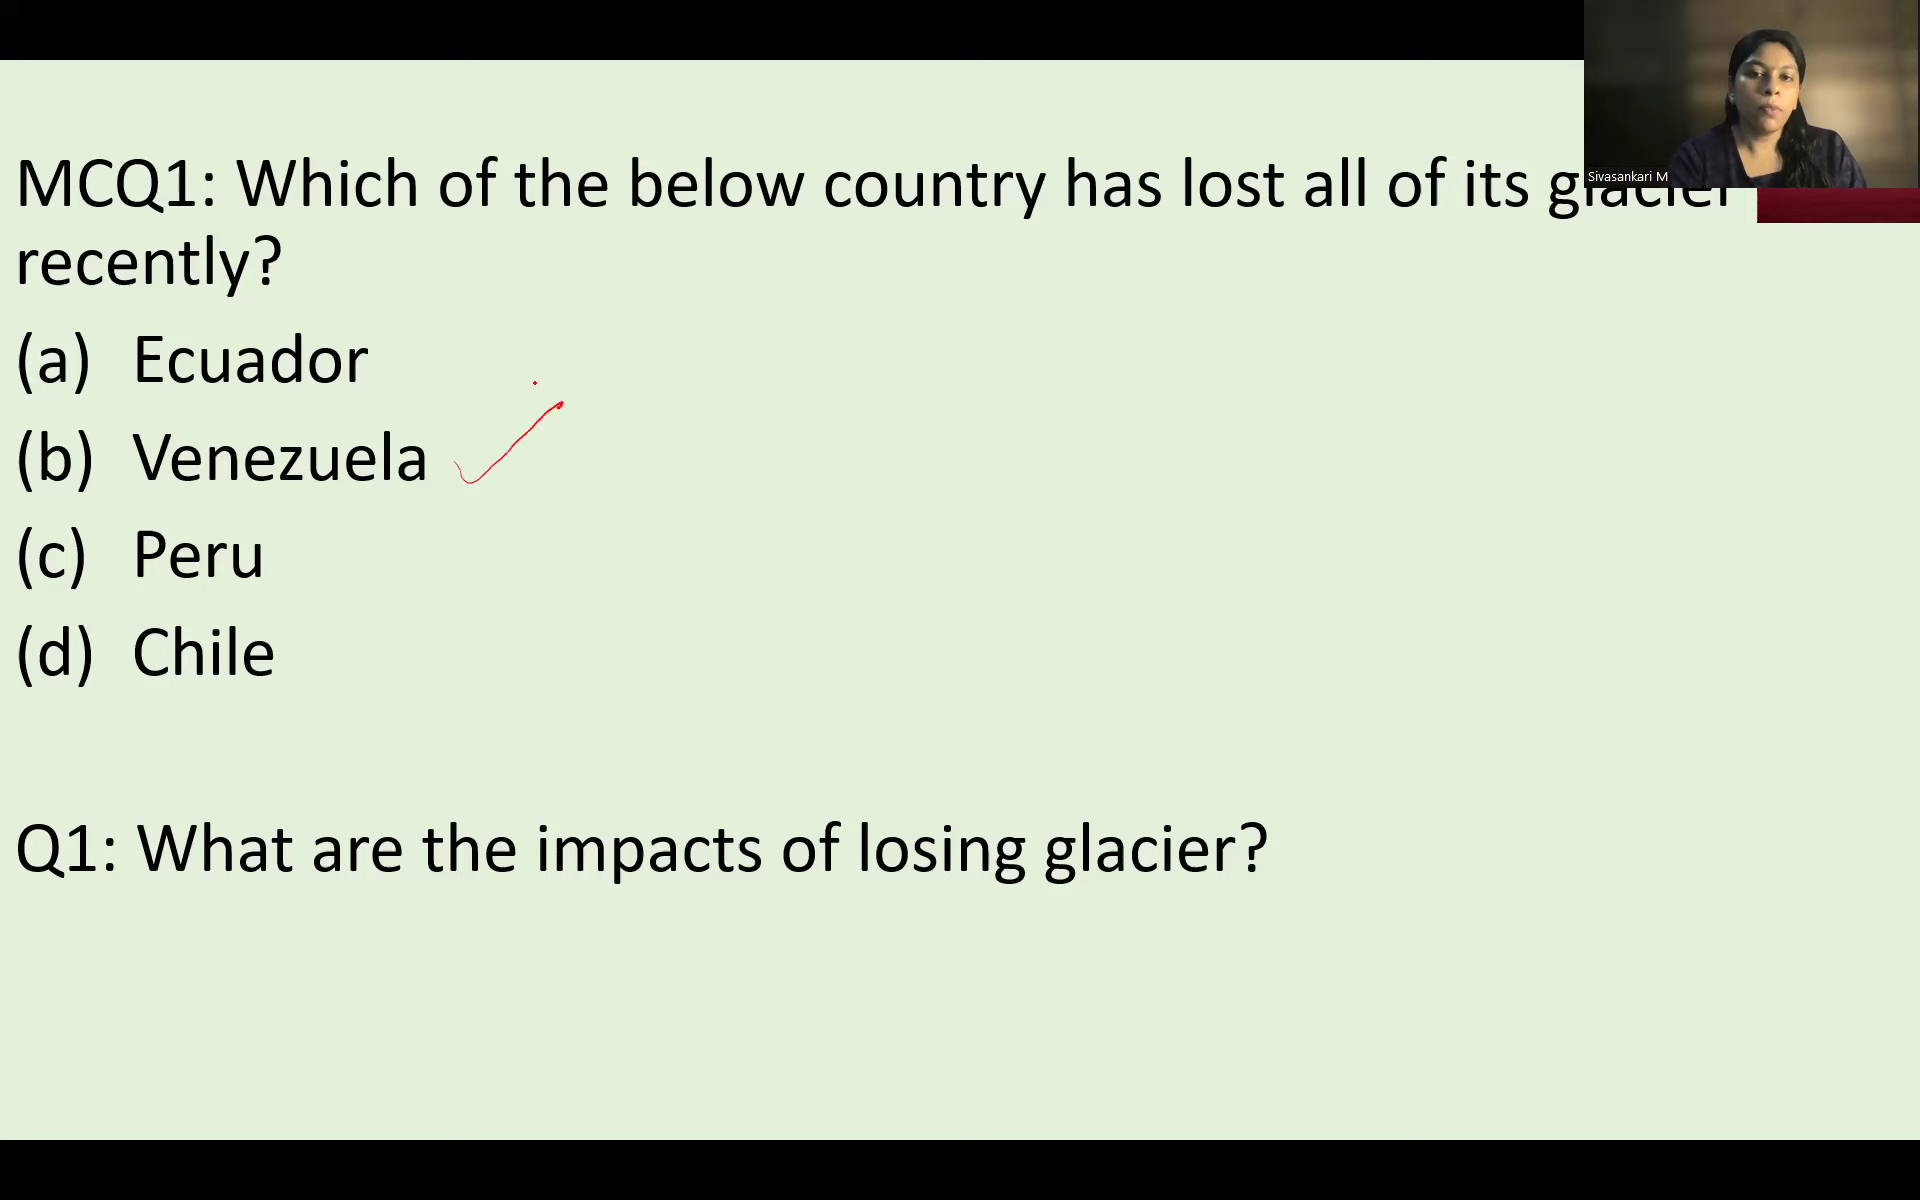 MCQ1: Which of the below country has lost all of its glacier
recently?
(a) Ecuador
(b) Venezuela
(c) Peru
(d) Chile
Q1: What are the impacts of losing glacier?
Sivasankari M